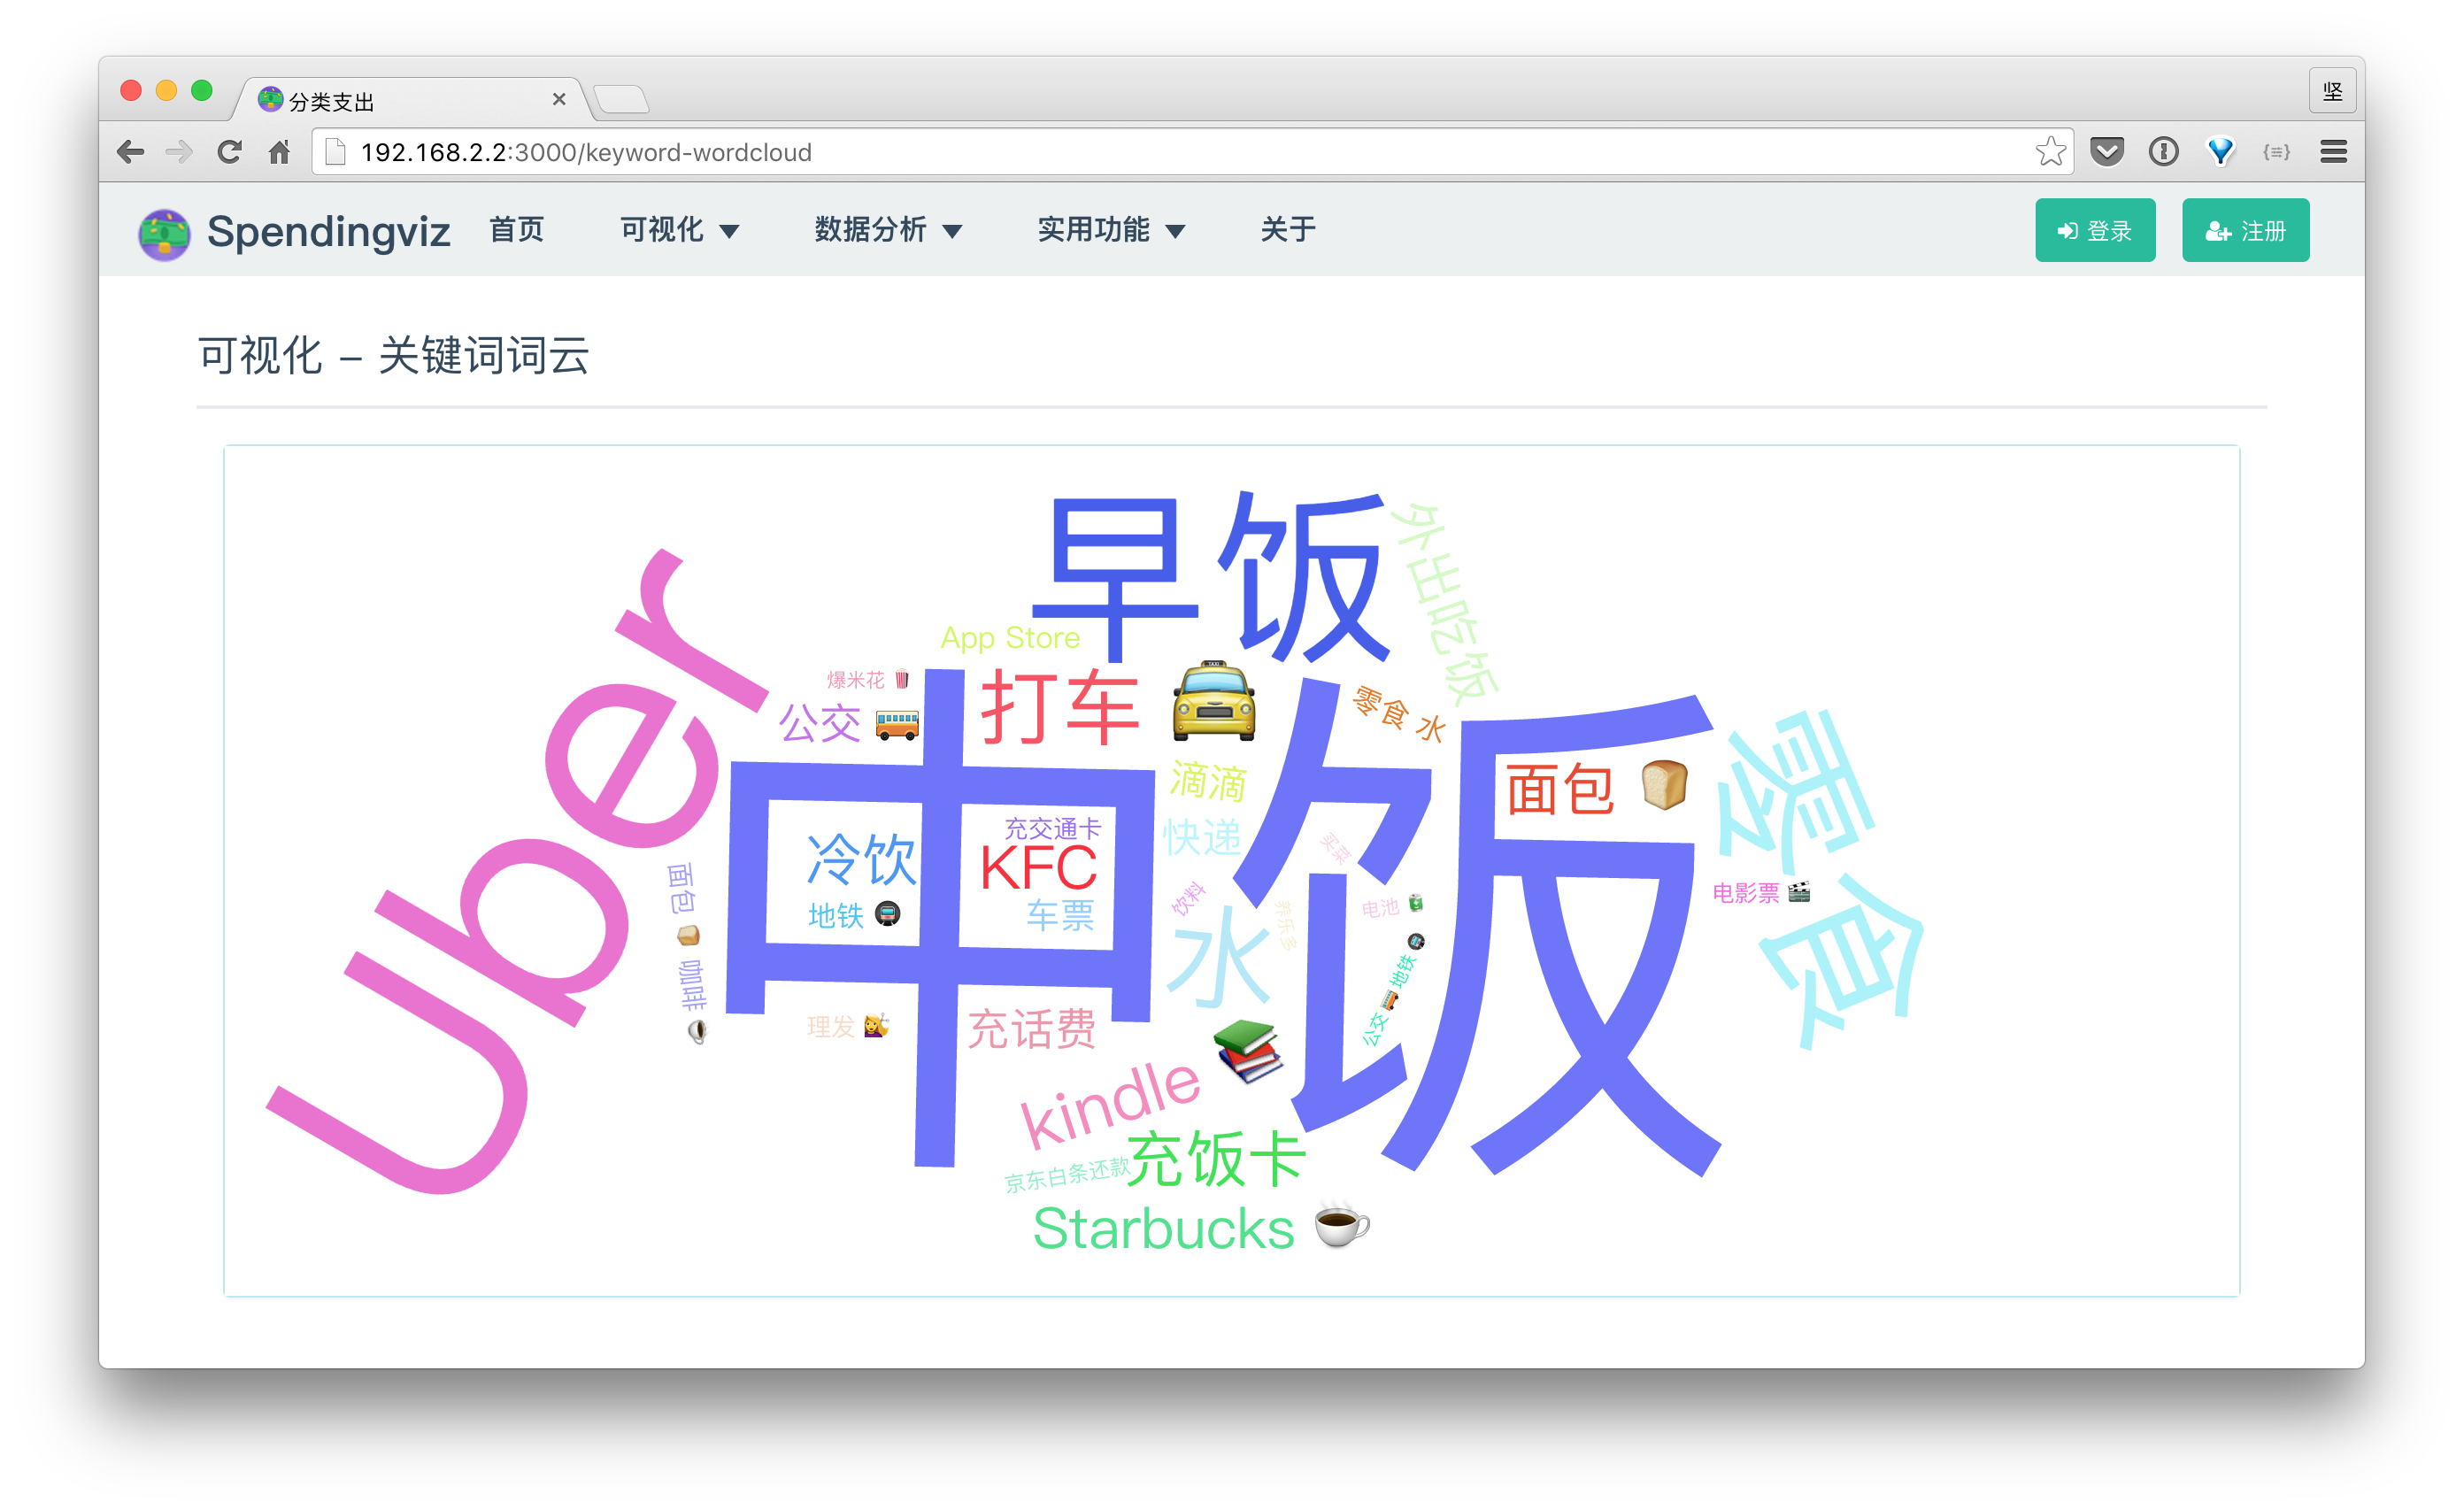 分类支出
坚
192.168.2.2:3000/keyword-wordcloud
Spendingviz 首页 可视化 数据分析 实用功能 关于 登录 注册
可视化 – 关键词词云
早饭
外出吃饭
Uber
App Store
爆米花 🍿
打车 🚖
公交 🚌
零食 水
中饭
滴滴
面包 🍞
零食
充交通卡
快递
冷饮
KFC
买菜
电影票 🎬
地铁 🚇
车票
饮料
养乐多
电池 🔋
水
面包 🍞 咖啡 ☕
公交 🚌 地铁 🚇
理发 💇
充话费
kindle 📚
充饭卡
京东白条还款
Starbucks ☕